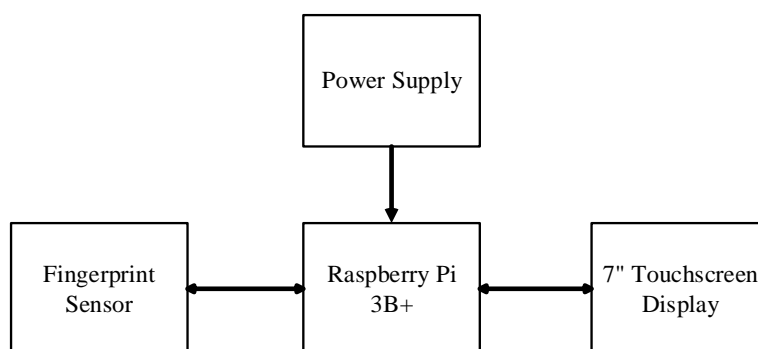 Power Supply
Fingerprint
Sensor
Raspberry Pi
3B+
7" Touchscreen
Display